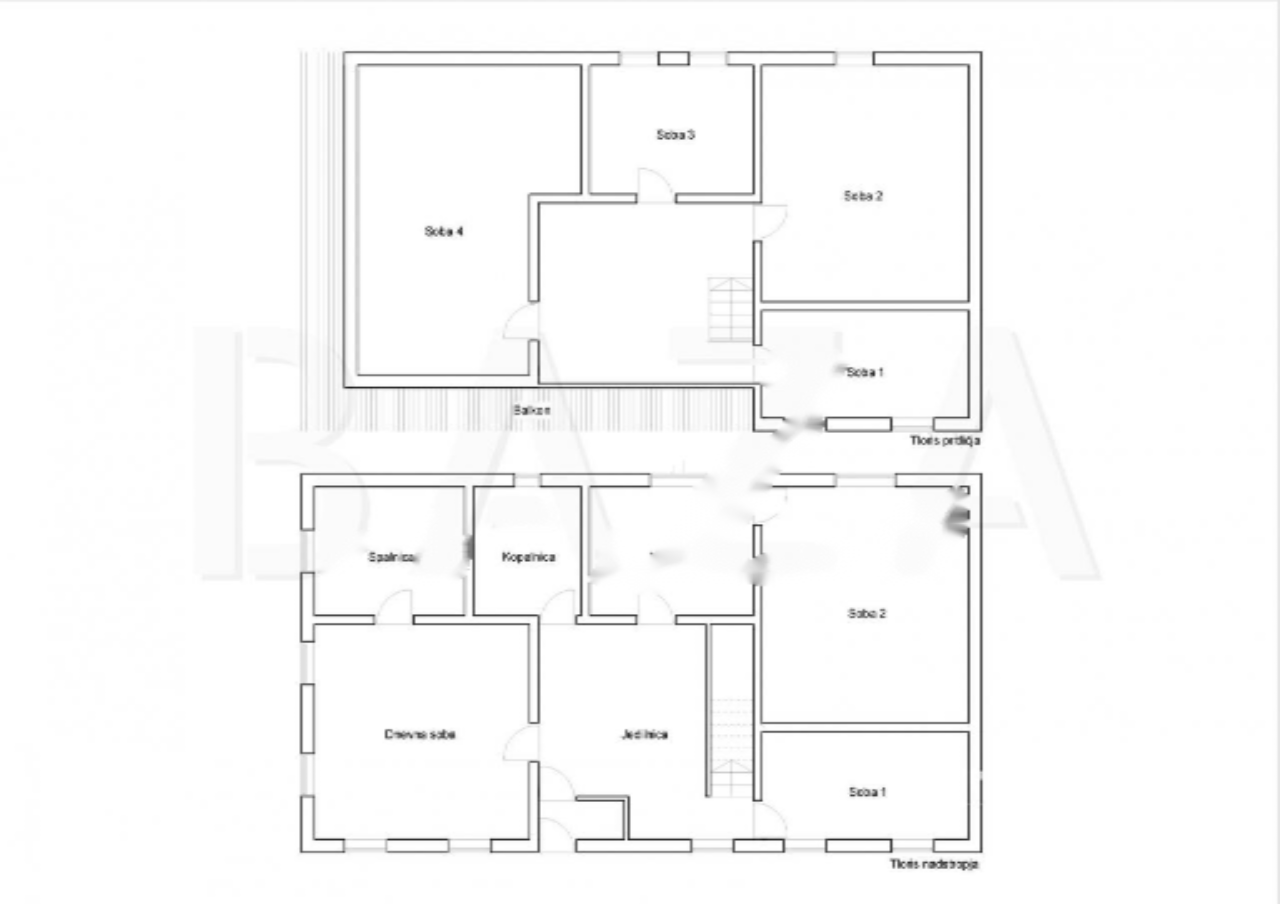 Soba 3
Soba 2
Soba 4
Soba 1
Balkon
Tloris pritličja
BAZA
Spalnica
Kopalnica
Soba 2
Dnevna soba
Jedilnica
Soba 1
Tloris nadstropja